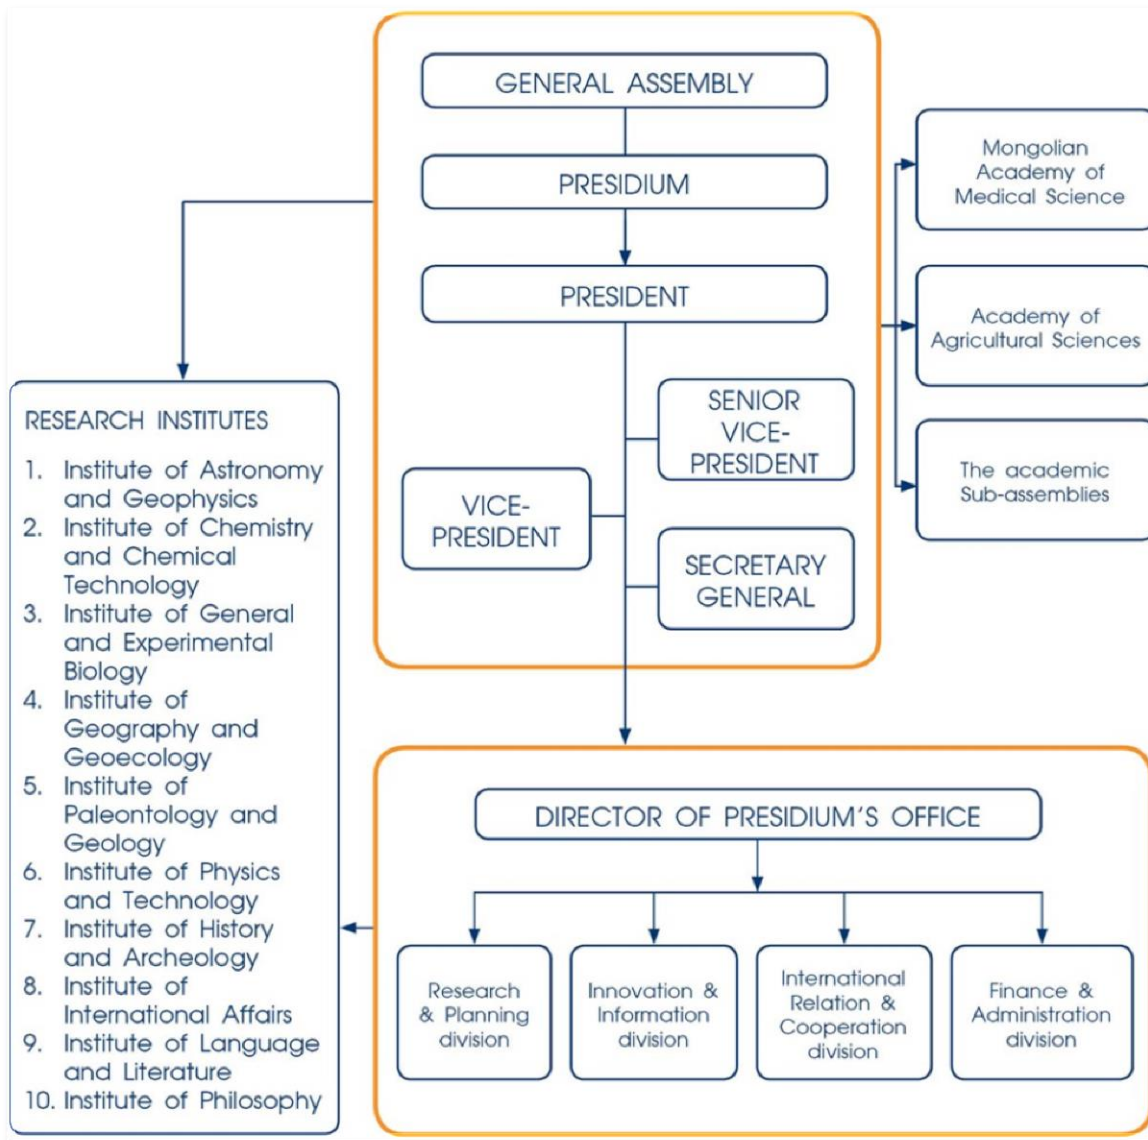 GENERAL ASSEMBLY
PRESIDIUM
PRESIDENT
SENIOR
VICE-
PRESIDENT
VICE-
PRESIDENT
SECRETARY
GENERAL
Mongolian
Academy of
Medical Science
Academy of
Agricultural Sciences
The academic
Sub-assemblies
RESEARCH INSTITUTES
1. Institute of Astronomy
and Geophysics
2. Institute of Chemistry
and Chemical
Technology
3. Institute of General
and Experimental
Biology
4. Institute of
Geography and
Geoecology
5. Institute of
Paleontology and
Geology
6. Institute of Physics
and Technology
7. Institute of History
and Archeology
8. Institute of
International Affairs
9. Institute of Language
and Literature
10. Institute of Philosophy
DIRECTOR OF PRESIDIUM'S OFFICE
Research
& Planning
division
Innovation &
Information
division
International
Relation &
Cooperation
division
Finance &
Administration
division